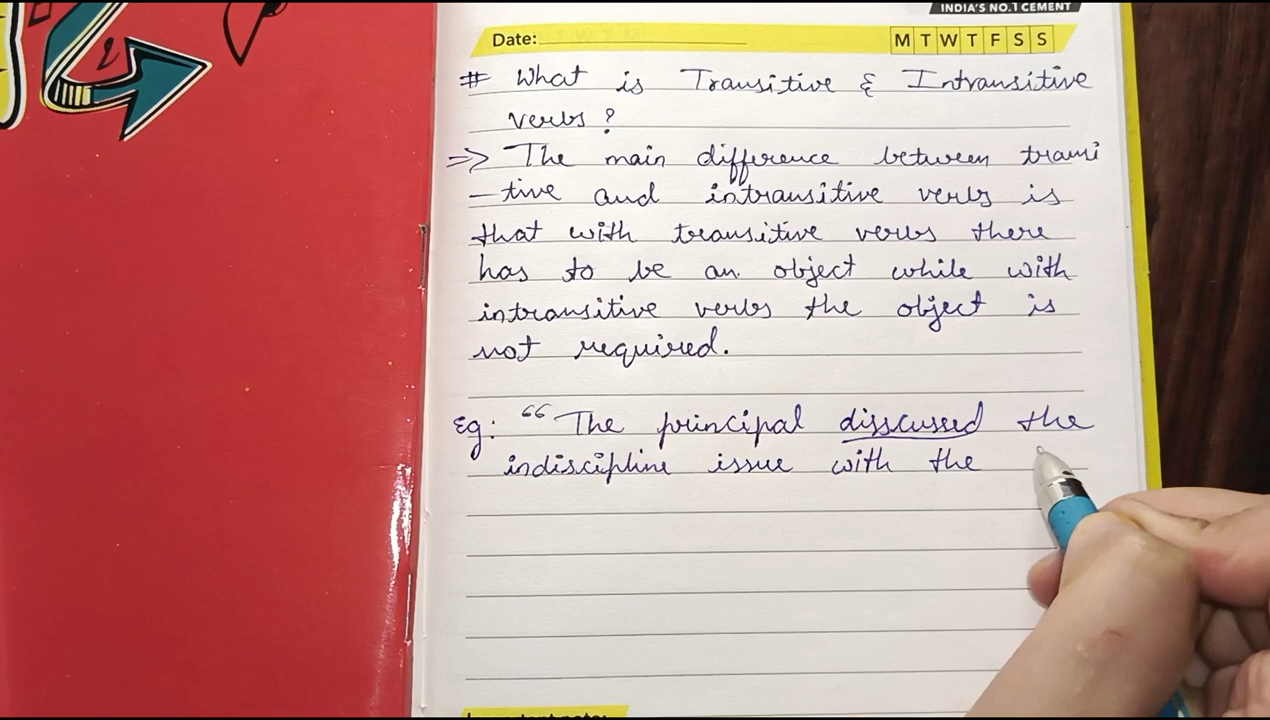 INDIA'S NO.1 CEMENT
Date: M T W T F S S
# What is Transitive & Intransitive
verbs?
=> The main difference between transi
-tive and intransitive verbs is
that with transitive verbs there
has to be an object while with
intransitive verbs the object is
not required.
Eg: "The principal disscussed the
indiscipline issue with the
Important note: